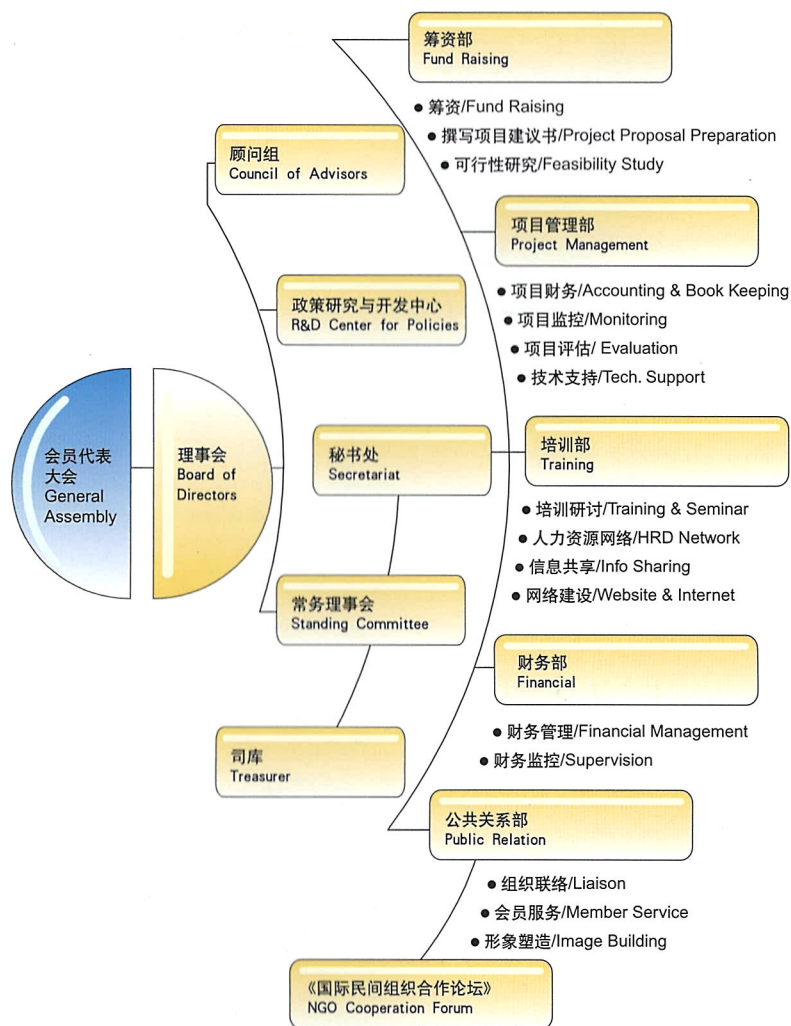 会员代表
大会
General
Assembly
理事会
Board of
Directors
顾问组
Council of Advisors
政策研究与开发中心
R&D Center for Policies
秘书处
Secretariat
常务理事会
Standing Committee
司库
Treasurer
筹资部
Fund Raising
● 筹资/Fund Raising
● 撰写项目建议书/Project Proposal Preparation
● 可行性研究/Feasibility Study
项目管理部
Project Management
● 项目财务/Accounting & Book Keeping
● 项目监控/Monitoring
● 项目评估/ Evaluation
● 技术支持/Tech. Support
培训部
Training
● 培训研讨/Training & Seminar
● 人力资源网络/HRD Network
● 信息共享/Info Sharing
● 网络建设/Website & Internet
财务部
Financial
● 财务管理/Financial Management
● 财务监控/Supervision
公共关系部
Public Relation
● 组织联络/Liaison
● 会员服务/Member Service
● 形象塑造/Image Building
《国际民间组织合作论坛》
NGO Cooperation Forum